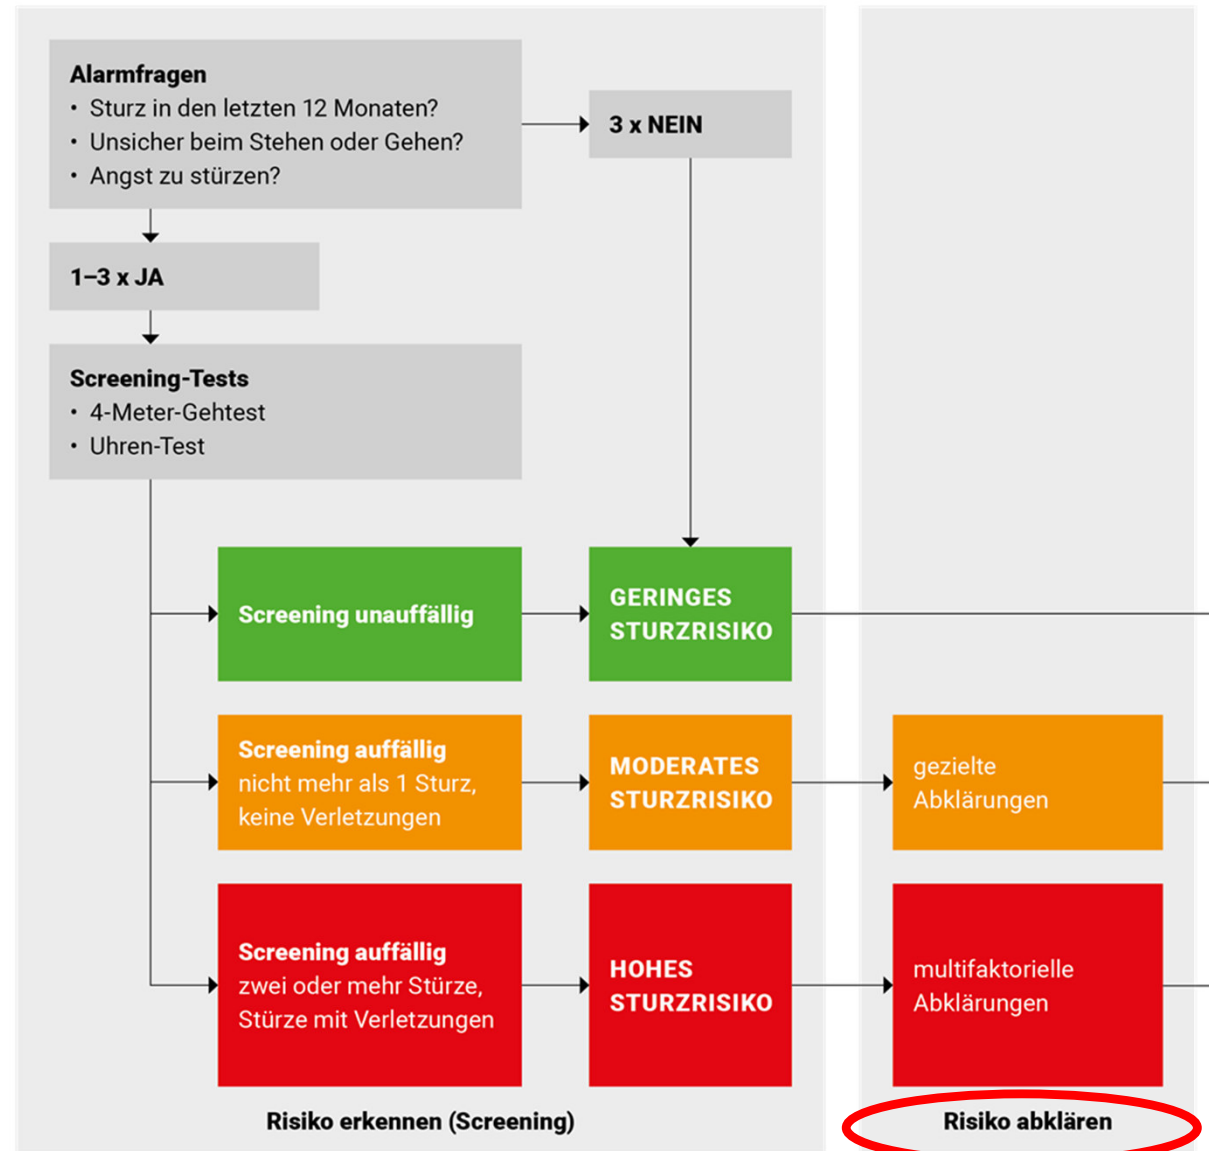 Alarmfragen
• Sturz in den letzten 12 Monaten?
• Unsicher beim Stehen oder Gehen?
• Angst zu stürzen?
3 x NEIN
1–3 x JA
Screening-Tests
• 4-Meter-Gehtest
• Uhren-Test
Screening unauffällig
GERINGES
STURZRISIKO
Screening auffällig
nicht mehr als 1 Sturz,
keine Verletzungen
MODERATES
STURZRISIKO
gezielte
Abklärungen
Screening auffällig
zwei oder mehr Stürze,
Stürze mit Verletzungen
HOHES
STURZRISIKO
multifaktorielle
Abklärungen
Risiko erkennen (Screening)
Risiko abklären